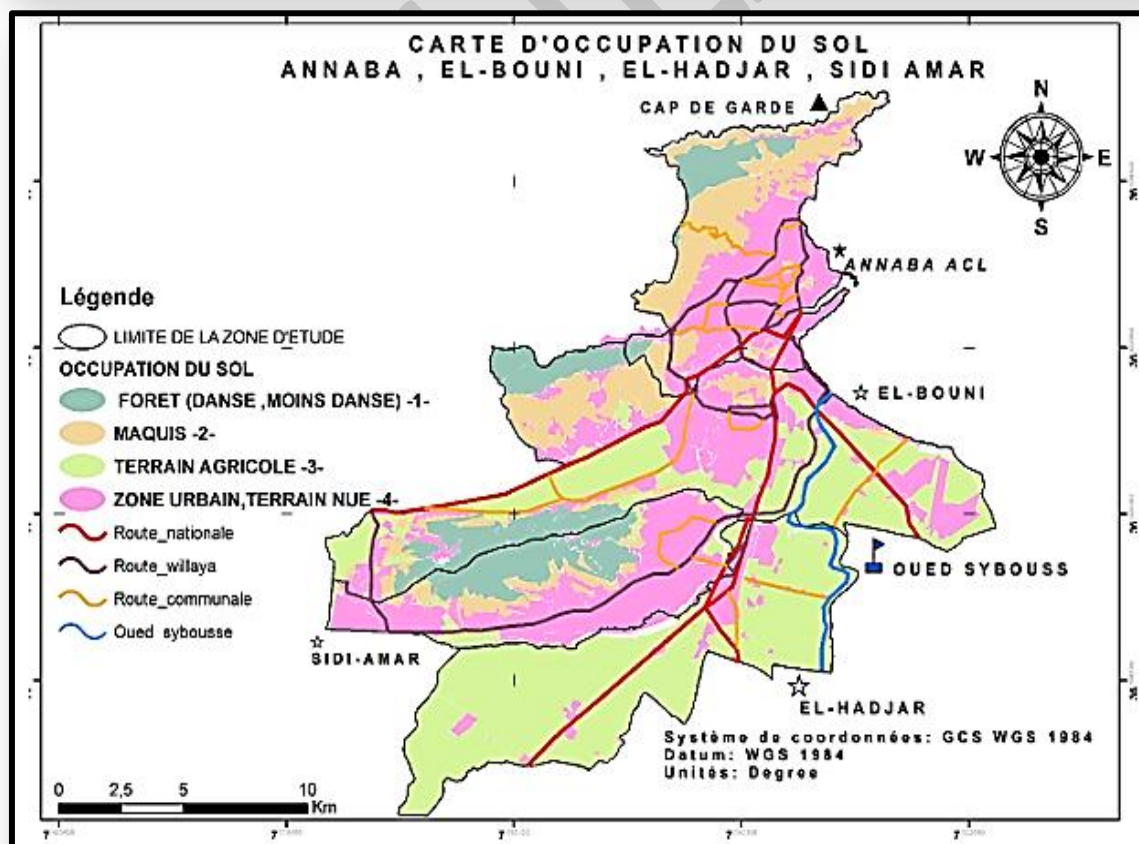 CARTE D'OCCUPATION DU SOL
ANNABA , EL-BOUNI , EL-HADJAR , SIDI AMAR
CAP DE GARDE
N
W E
S
ANNABA ACL
Légende
LIMITE DE LA ZONE D'ETUDE
OCCUPATION DU SOL
FORET (DANSE ,MOINS DANSE) -1-
EL-BOUNI
MAQUIS -2-
TERRAIN AGRICOLE -3-
ZONE URBAIN,TERRAIN NUE -4-
Route_nationale
Route_willaya
OUED SYBOUSS
Route_communale
Oued sybousse
SIDI-AMAR
EL-HADJAR
Système de coordonnées: GCS WGS 1984
Datum: WGS 1984
Unités: Degree
0 2,5 5 10
Km